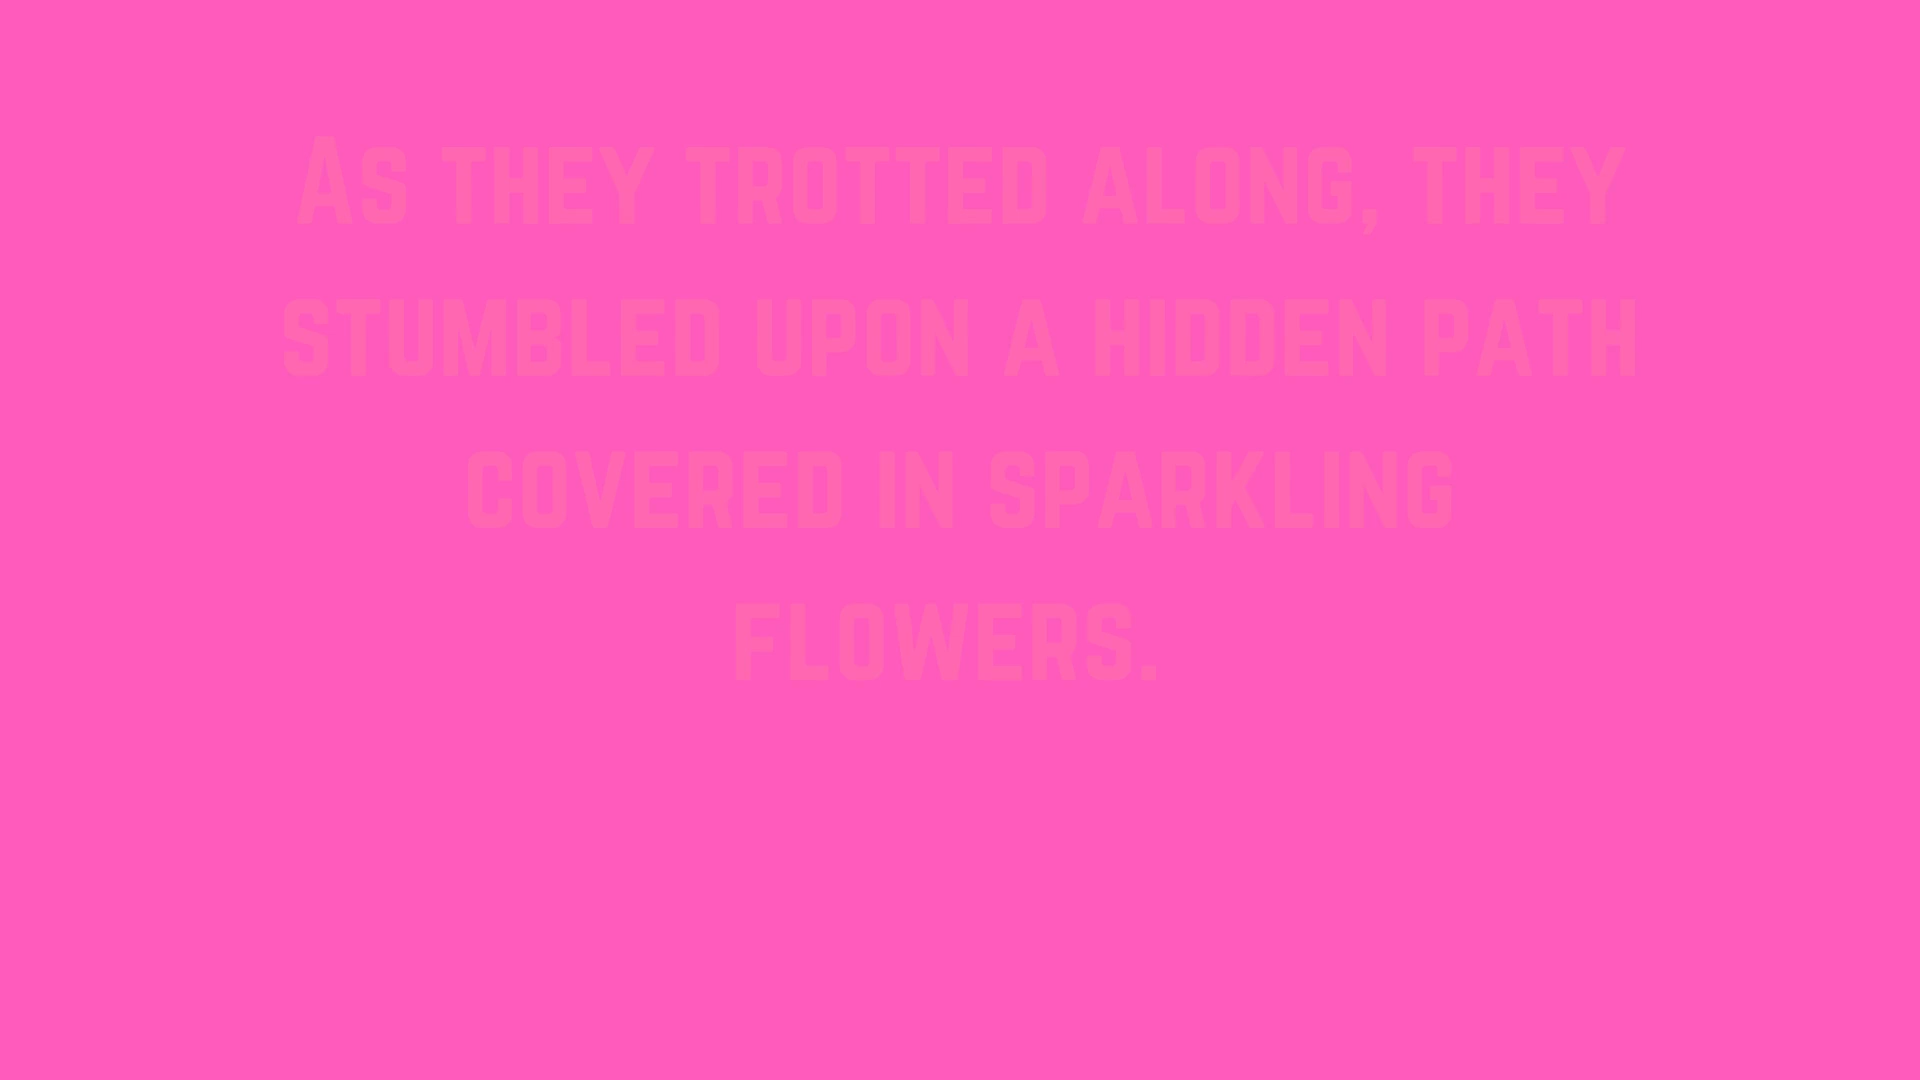 As they trotted along, they
stumbled upon a hidden path
covered in sparkling
flowers.